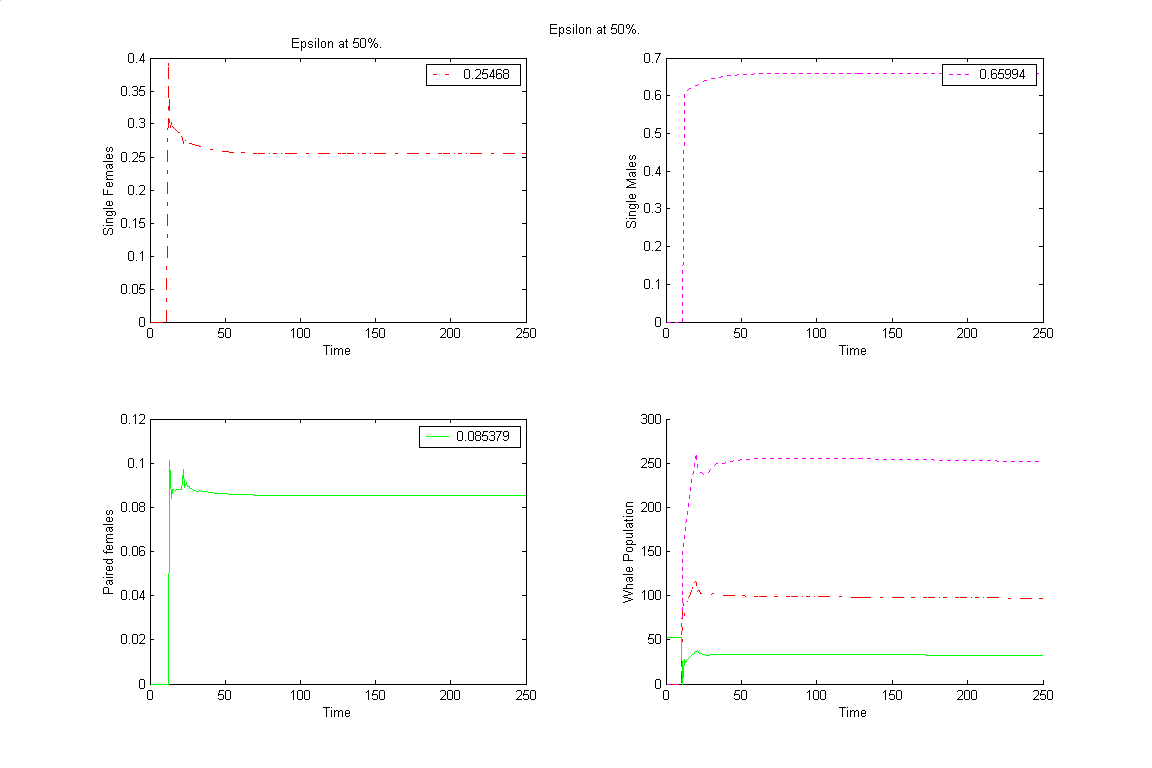 Epsilon at 50%.
Epsilon at 50%.
0.4
0.35
0.3
0.25
0.2
0.15
0.1
0.05
0
Single Females
0.25468
0 50 100 150 200 250
Time
0.7
0.6
0.5
0.4
0.3
0.2
0.1
0
Single Males
0.65994
0 50 100 150 200 250
Time
0.12
0.1
0.08
0.06
0.04
0.02
0
Paired females
0.085379
0 50 100 150 200 250
Time
300
250
200
150
100
50
0
Whale Population
0 50 100 150 200 250
Time